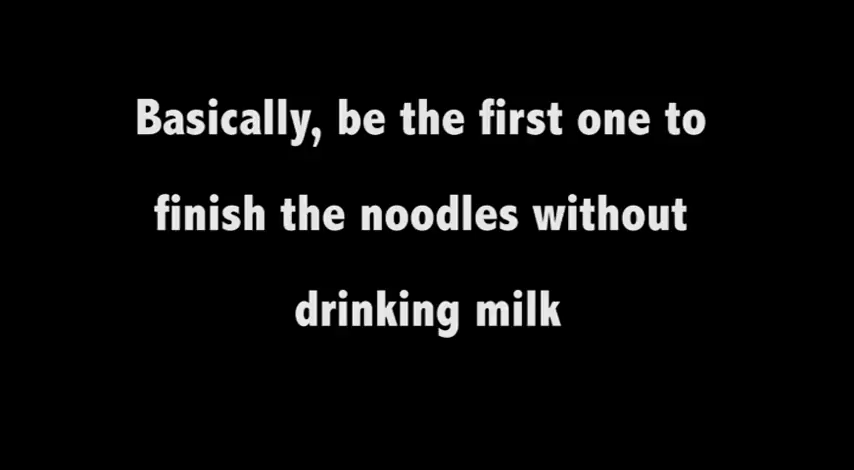 Basically, be the first one to
finish the noodles without
drinking milk